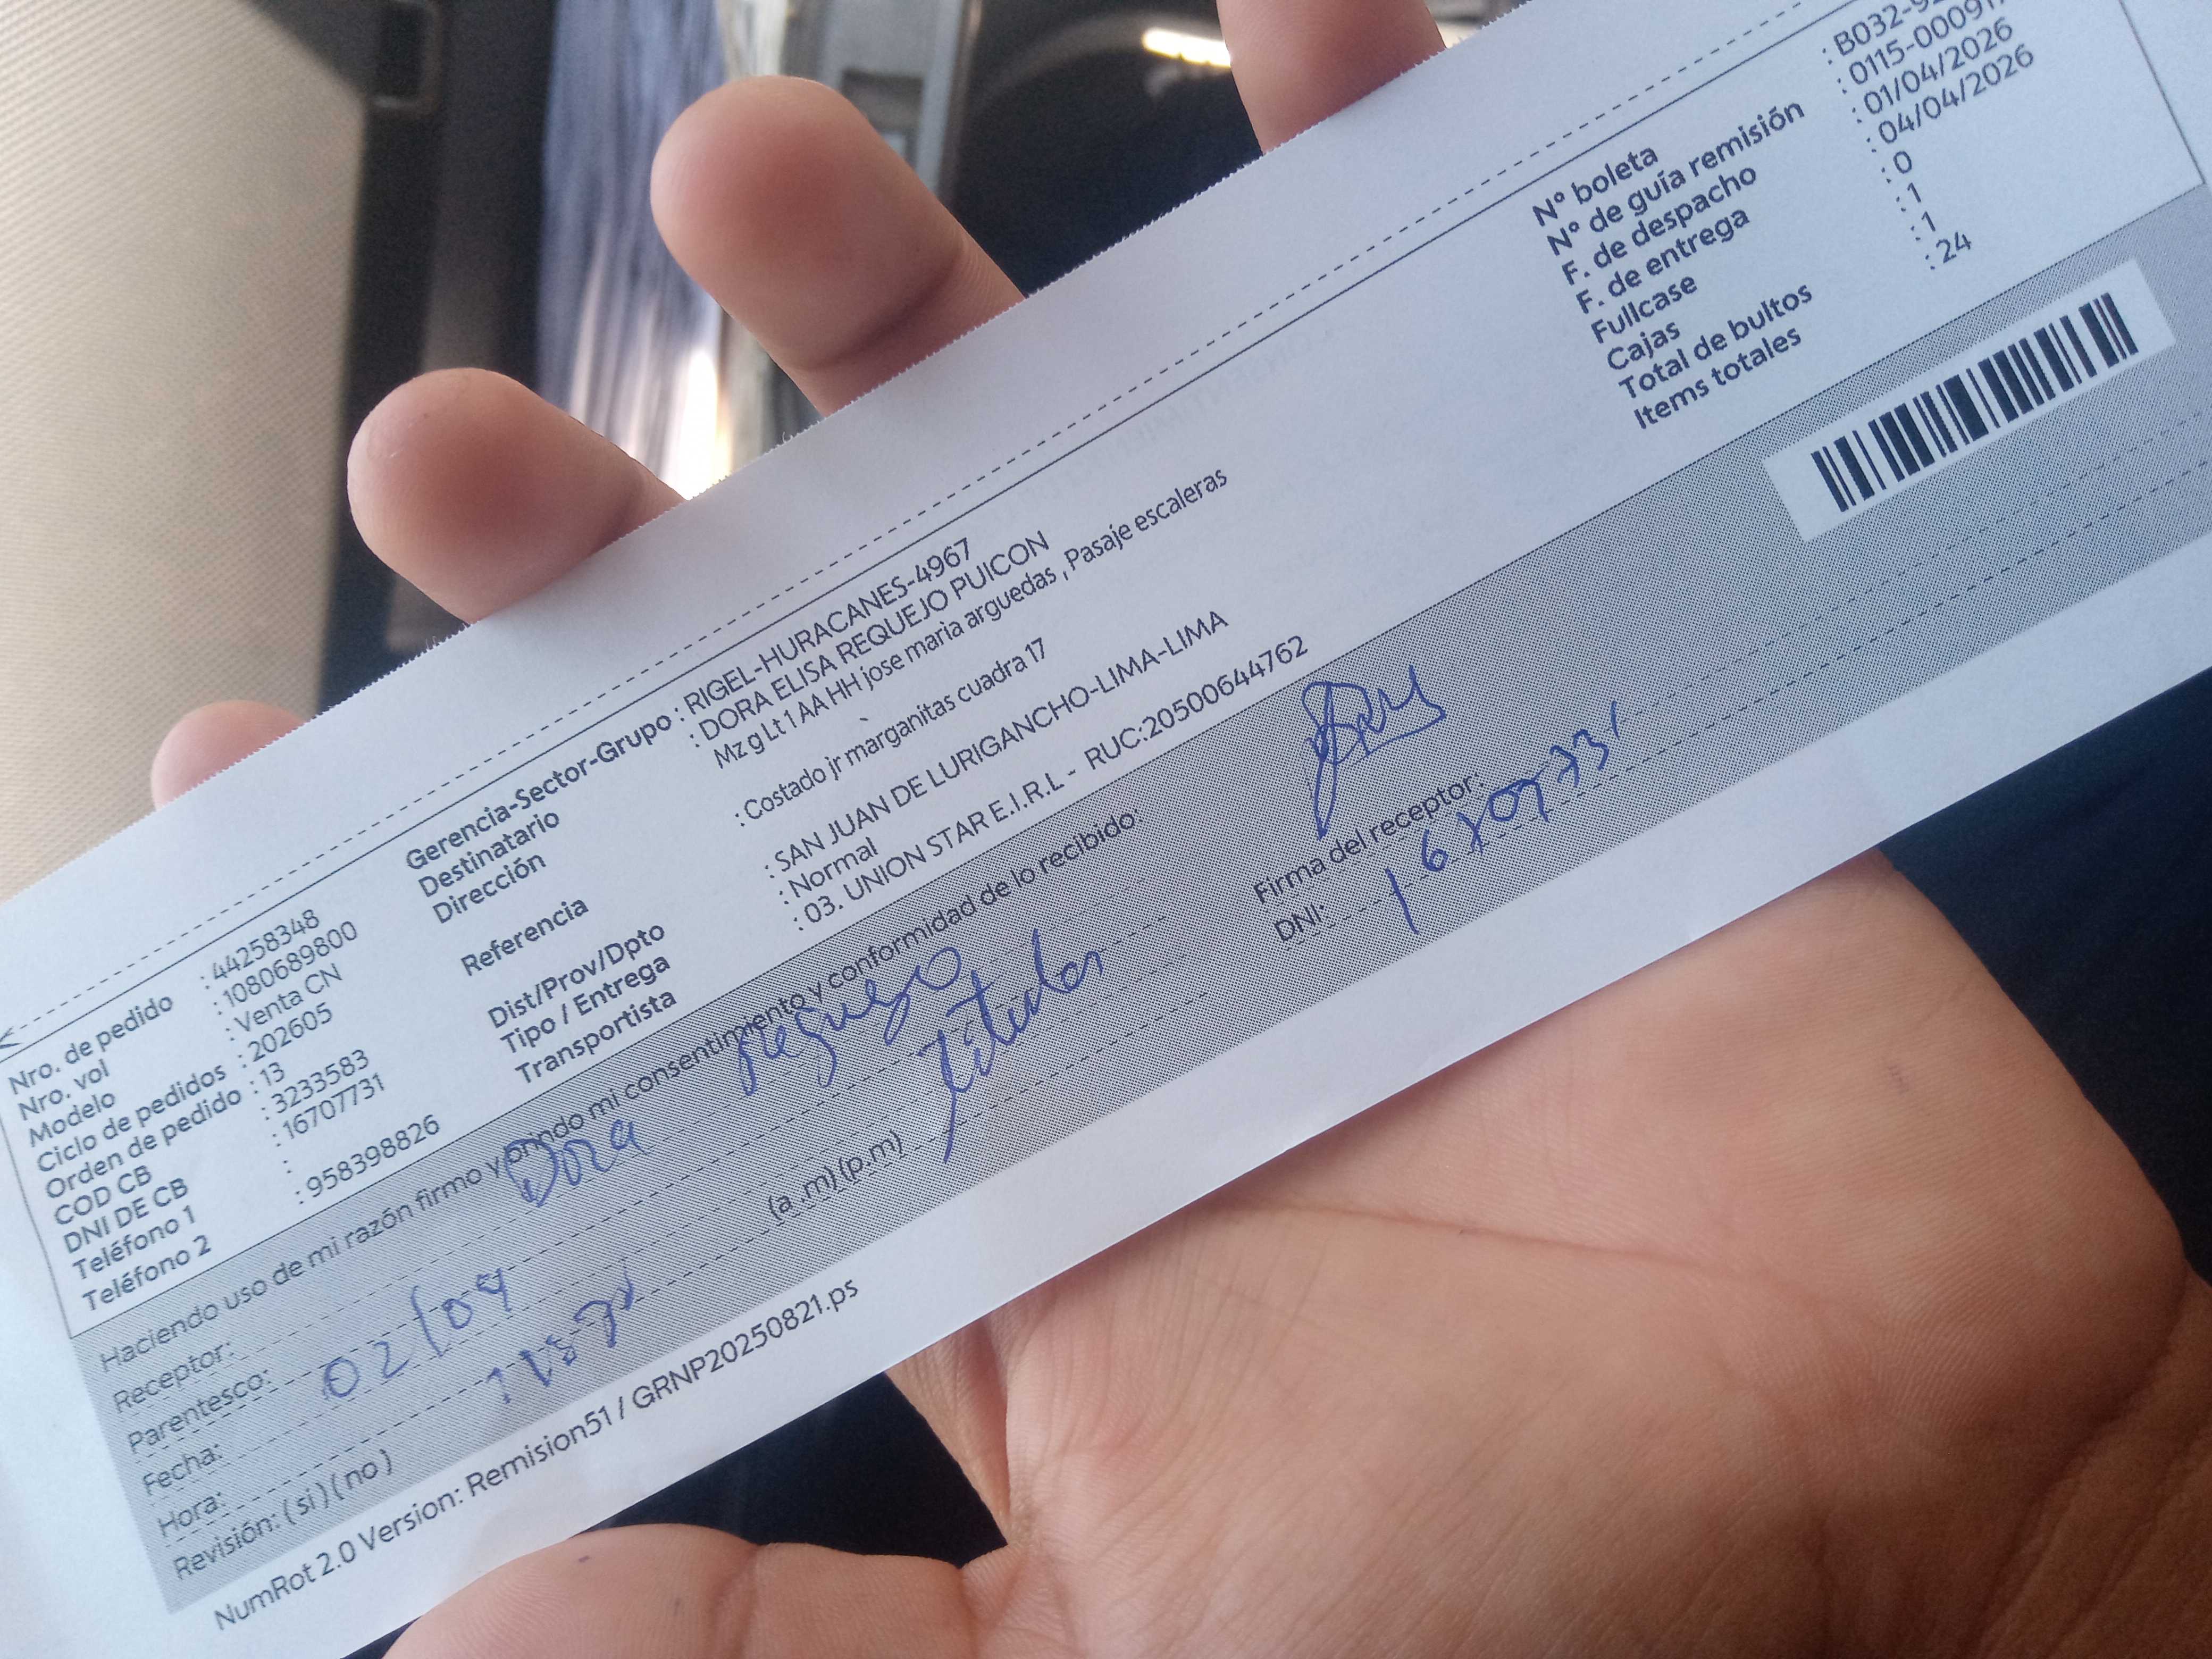 Nro. de pedido : 44258348
Nro. vol : 1080689800
Modelo : Venta CN
Ciclo de pedidos : 202605
Orden de pedido : 13
COD CB : 3233583
DNI DE CB : 16707731
Teléfono 1 :
Teléfono 2 : 958398826
Gerencia-Sector-Grupo : RIGEL-HURACANES-4967
Destinatario : DORA ELISA REQUEJO PUICON
Dirección Mz g Lt 1 AA HH jose maria arguedas , Pasaje escaleras
Referencia : Costado jr marganitas cuadra 17
Dist/Prov/Dpto : SAN JUAN DE LURIGANCHO-LIMA-LIMA
Tipo / Entrega : Normal
Transportista : 03. UNION STAR E.I.R.L - RUC:20500644762
N° boleta : B032-92
N° de guía remisión : 0115-00091
F. de despacho : 01/04/2026
F. de entrega : 04/04/2026
Fullcase : 0
Cajas : 1
Total de bultos : 1
Items totales : 24
Haciendo uso de mi razón firmo y brindo mi consentimiento y conformidad de lo recibido:
Receptor: Dora
Parentesco: titular
Fecha: 02/04
Hora: (a .m) (p.m)
Revisión: ( si ) ( no )
Firma del receptor:
DNI: 16707731
NumRot 2.0 Version: Remision51 / GRNP20250821.ps